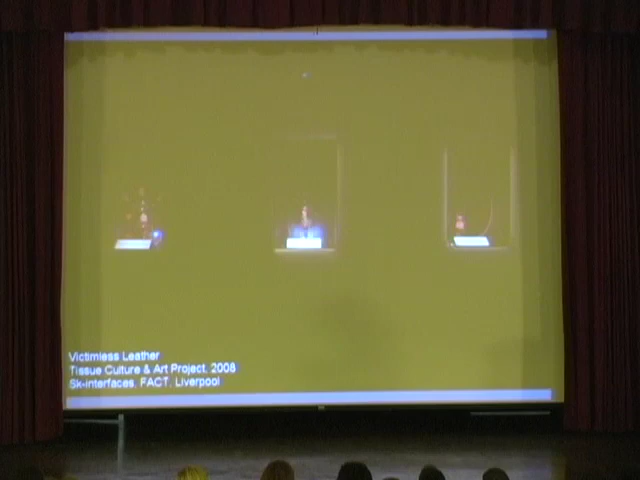 Victimless Leather
Tissue Culture & Art Project, 2008
Sk-interfaces, FACT, Liverpool